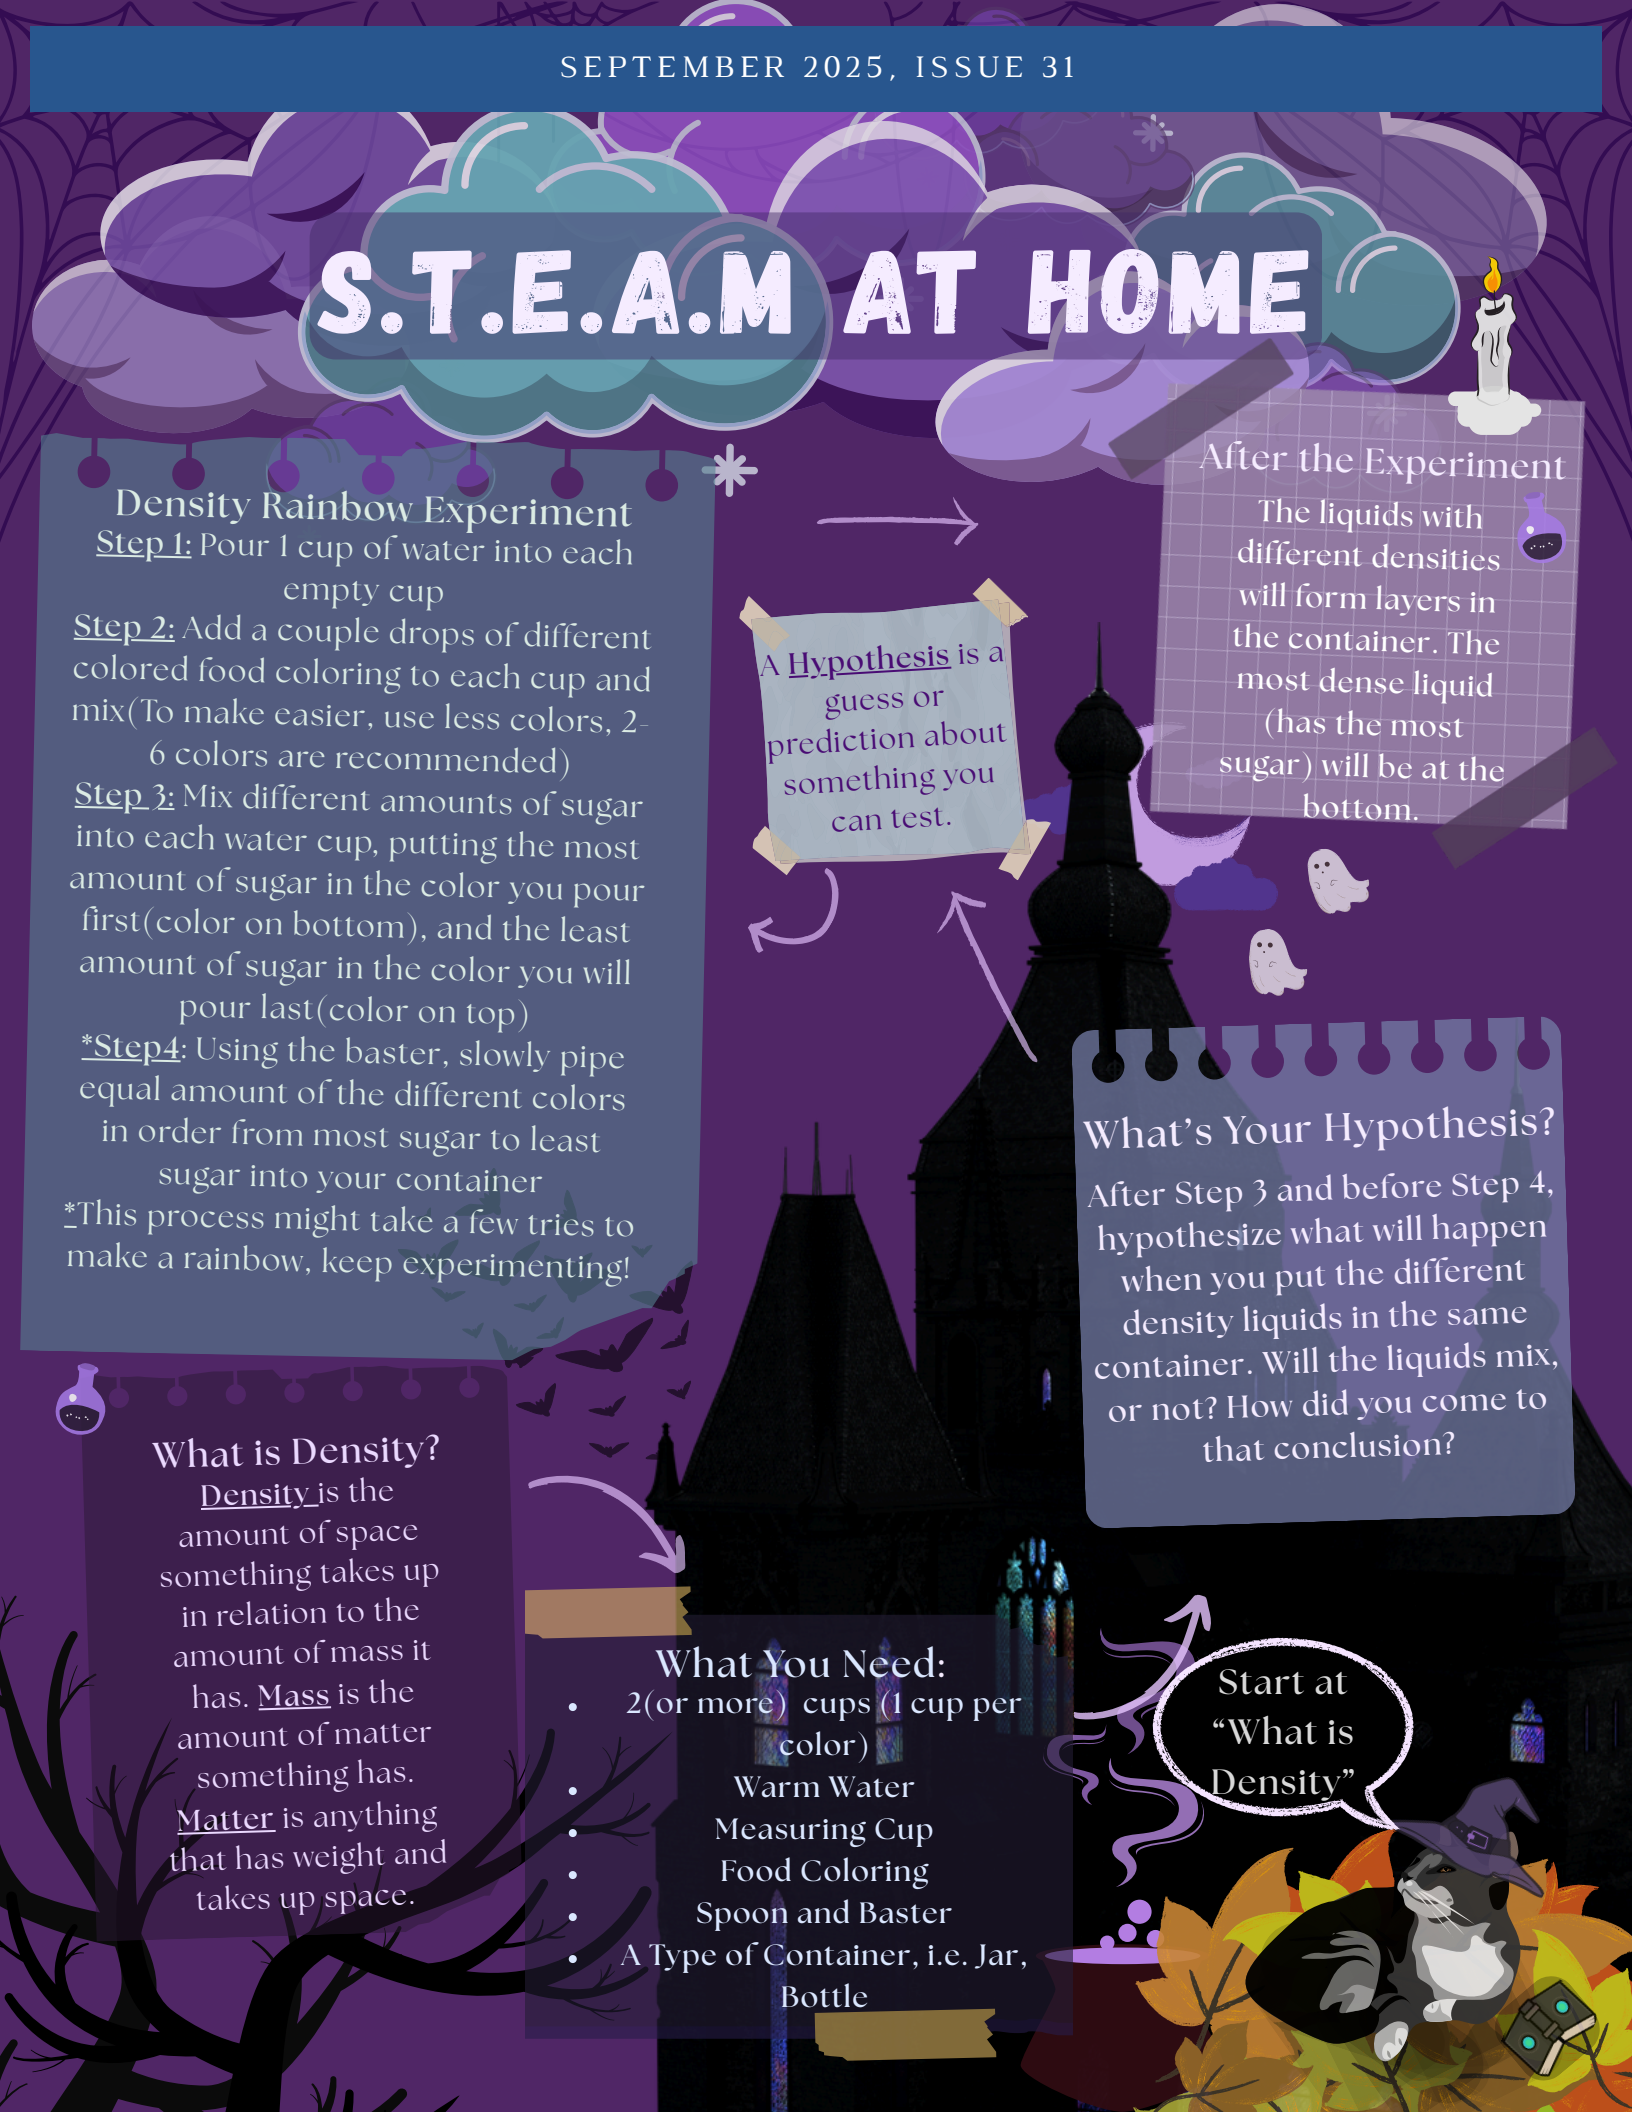 SEPTEMBER 2025, ISSUE 31
S.T.E.A.M AT HOME
Density Rainbow Experiment
Step 1: Pour 1 cup of water into each
empty cup
Step 2: Add a couple drops of different
colored food coloring to each cup and
mix(To make easier, use less colors, 2-
6 colors are recommended)
Step 3: Mix different amounts of sugar
into each water cup, putting the most
amount of sugar in the color you pour
first(color on bottom), and the least
amount of sugar in the color you will
pour last(color on top)
*Step4: Using the baster, slowly pipe
equal amount of the different colors
in order from most sugar to least
sugar into your container
*This process might take a few tries to
make a rainbow, keep experimenting!
A Hypothesis is a
guess or
prediction about
something you
can test.
After the Experiment
The liquids with
different densities
will form layers in
the container. The
most dense liquid
(has the most
sugar) will be at the
bottom.
What's Your Hypothesis?
After Step 3 and before Step 4,
hypothesize what will happen
when you put the different
density liquids in the same
container. Will the liquids mix,
or not? How did you come to
that conclusion?
What is Density?
Density is the
amount of space
something takes up
in relation to the
amount of mass it
has. Mass is the
amount of matter
something has.
Matter is anything
that has weight and
takes up space.
What You Need:
• 2(or more) cups (1 cup per
color)
• Warm Water
• Measuring Cup
• Food Coloring
• Spoon and Baster
• A Type of Container, i.e. Jar,
Bottle
Start at
“What is
Density”